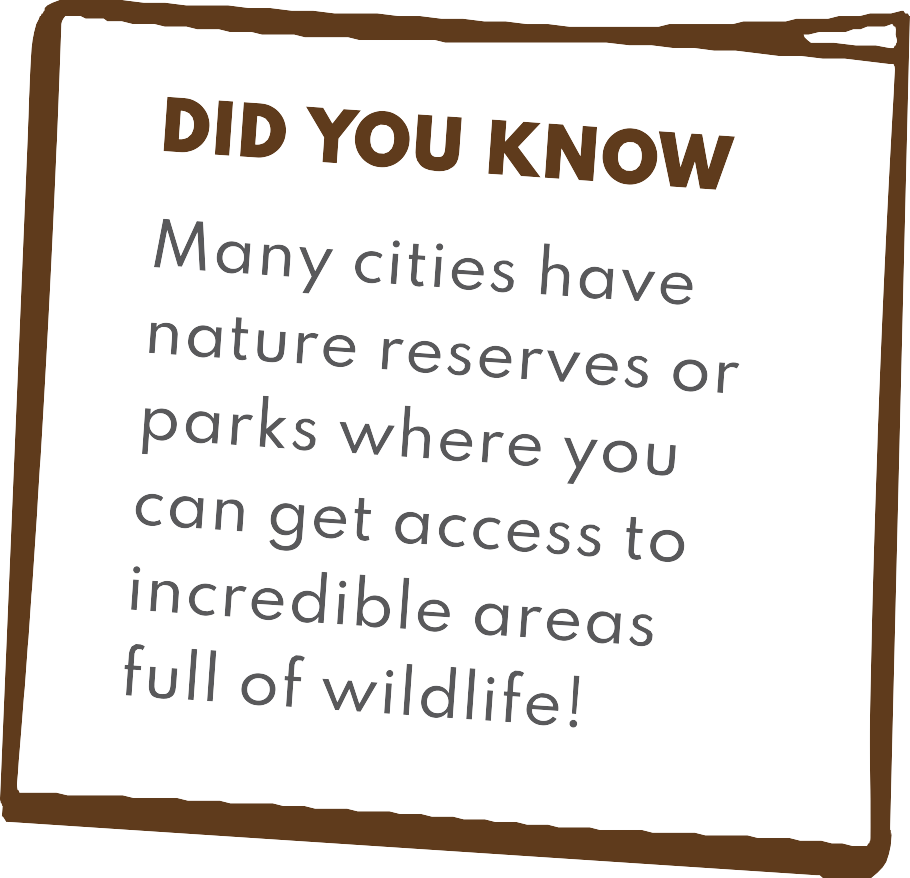 DID YOU KNOW
Many cities have
nature reserves or
parks where you
can get access to
incredible areas
full of wildlife!